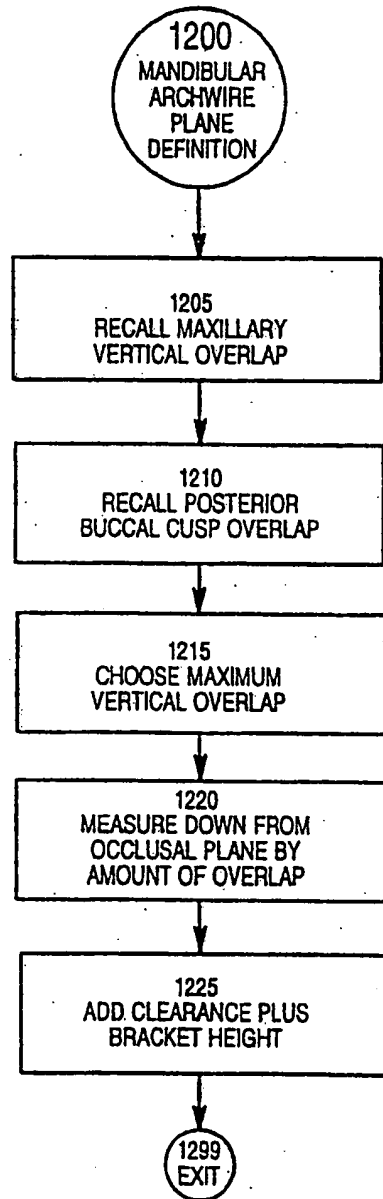 1200
MANDIBULAR
ARCHWIRE
PLANE
DEFINITION
1205
RECALL MAXILLARY
VERTICAL OVERLAP
1210
RECALL POSTERIOR
BUCCAL CUSP OVERLAP
1215
CHOOSE MAXIMUM
VERTICAL OVERLAP
1220
MEASURE DOWN FROM
OCCLUSAL PLANE BY
AMOUNT OF OVERLAP
1225
ADD CLEARANCE PLUS
BRACKET HEIGHT
1299
EXIT